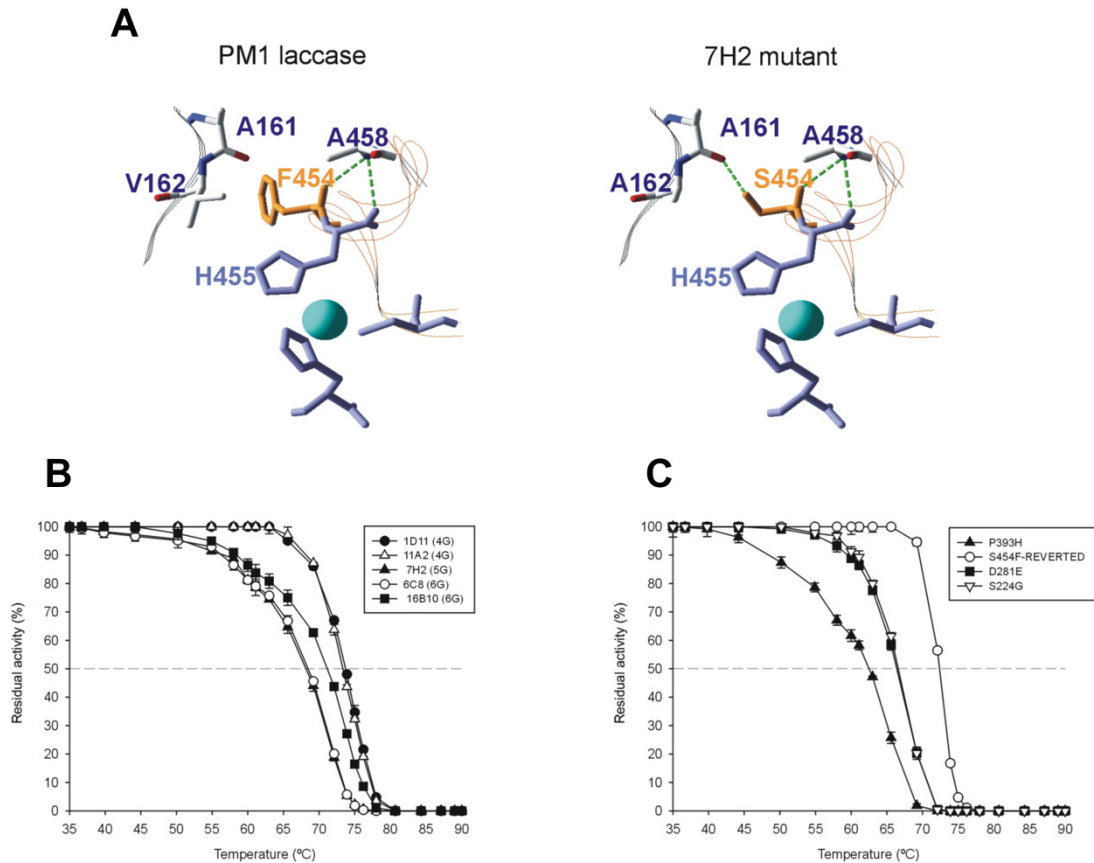 A
PM1 laccase
7H2 mutant
A161
A458
V162
F454
H455
A161
A458
A162
S454
H455
B
Residual activity (%)
100
90
80
70
60
50
40
30
20
10
0
1D11 (4G)
11A2 (4G)
7H2 (5G)
6C8 (6G)
16B10 (6G)
35 40 45 50 55 60 65 70 75 80 85 90
Temperature (ºC)
C
Residual activity (%)
100
90
80
70
60
50
40
30
20
10
0
P393H
S454F-REVERTED
D281E
S224G
35 40 45 50 55 60 65 70 75 80 85 90
Temperature (ºC)